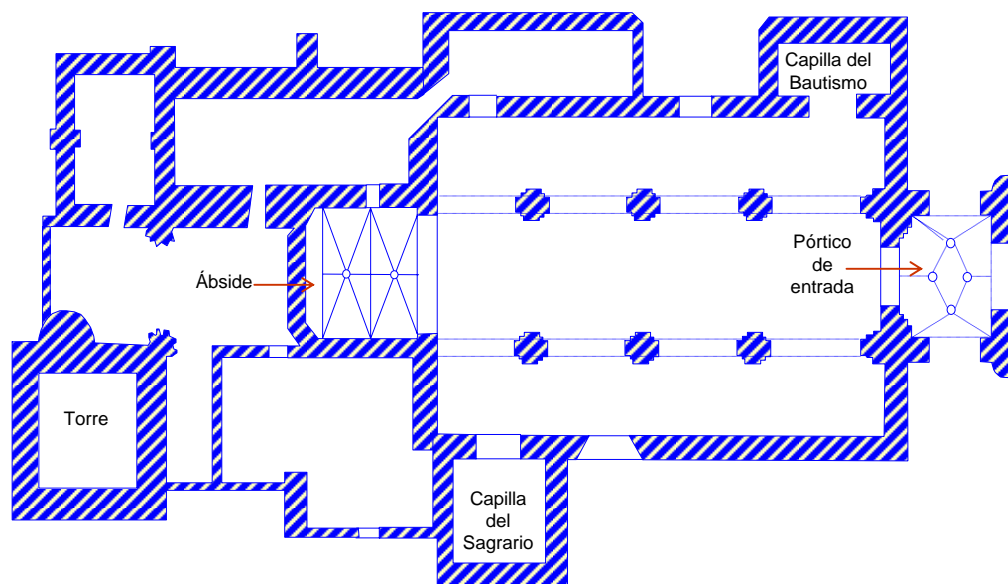 Capilla del
Bautismo
Pórtico
de
entrada
Ábside
Torre
Capilla
del
Sagrario